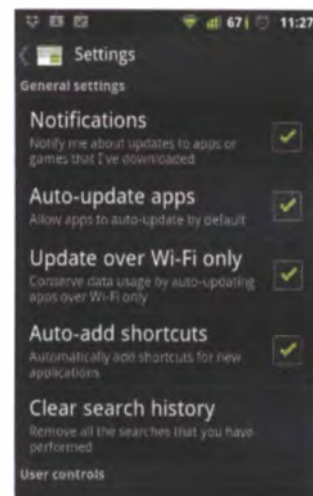 67 11:27
Settings
General settings
Notifications
Notify me about updates to apps or
games that I've downloaded
Auto-update apps
Allow apps to auto-update by default
Update over Wi-Fi only
Conserve data usage by auto-updating
apps over Wi-Fi only
Auto-add shortcuts
Automatically add shortcuts for new
applications
Clear search history
Remove all the searches that you have
performed
User controls